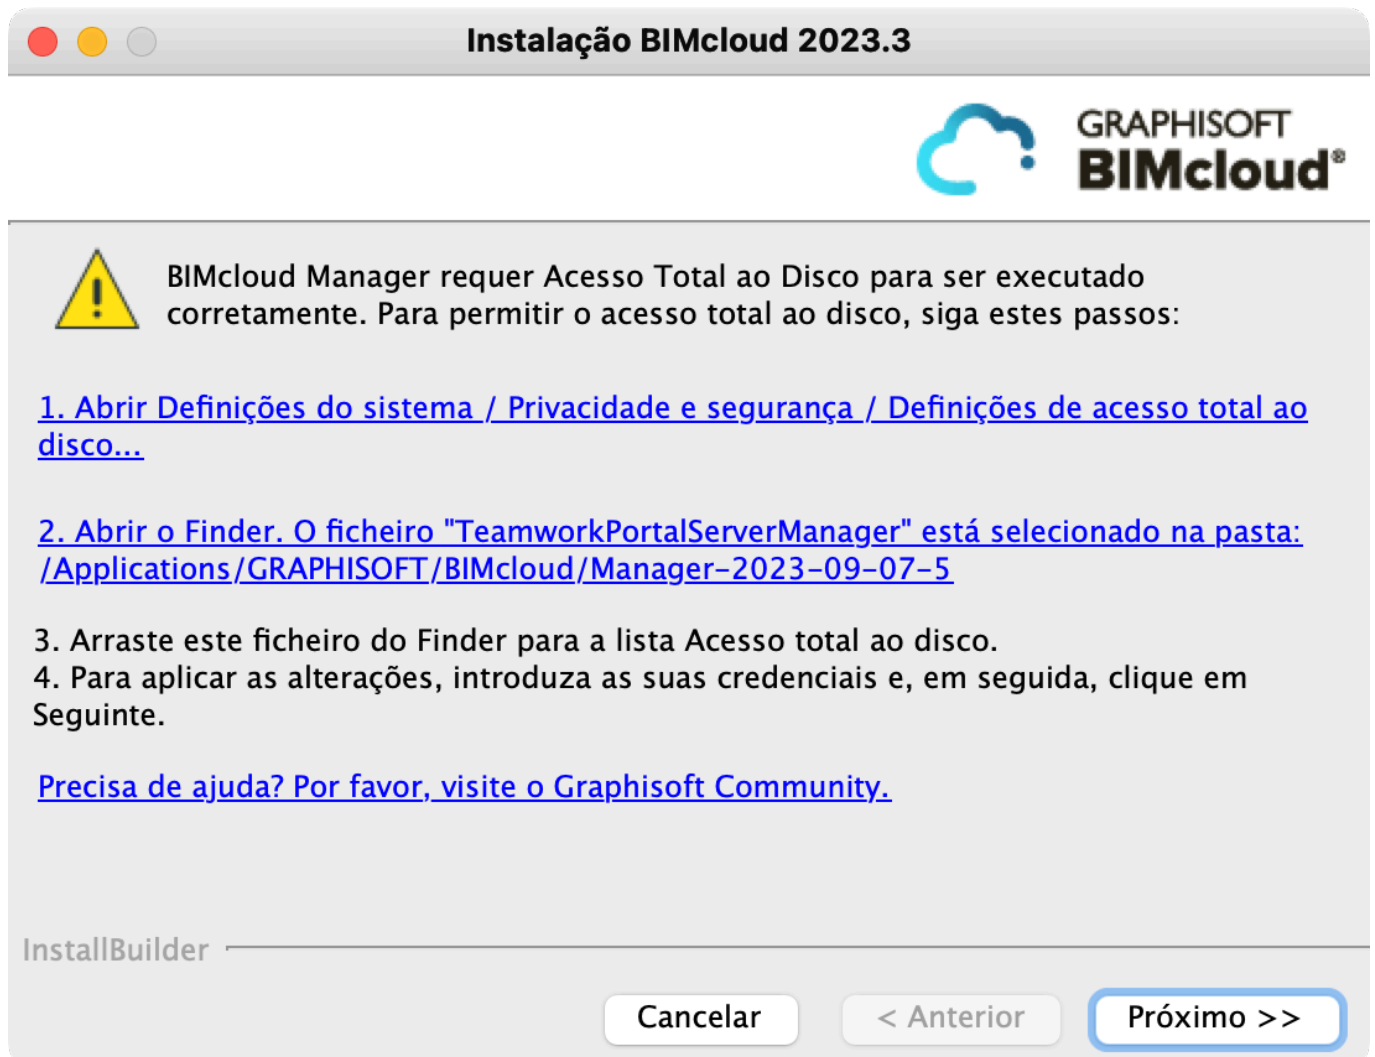 Instalação BIMcloud 2023.3
GRAPHISOFT
BIMcloud®
BIMcloud Manager requer Acesso Total ao Disco para ser executado
corretamente. Para permitir o acesso total ao disco, siga estes passos:
1. Abrir Definições do sistema / Privacidade e segurança / Definições de acesso total ao
disco...
2. Abrir o Finder. O ficheiro "TeamworkPortalServerManager" está selecionado na pasta:
/Applications/GRAPHISOFT/BIMcloud/Manager-2023-09-07-5
3. Arraste este ficheiro do Finder para a lista Acesso total ao disco.
4. Para aplicar as alterações, introduza as suas credenciais e, em seguida, clique em
Seguinte.
Precisa de ajuda? Por favor, visite o Graphisoft Community.
InstallBuilder
Cancelar
< Anterior
Próximo >>